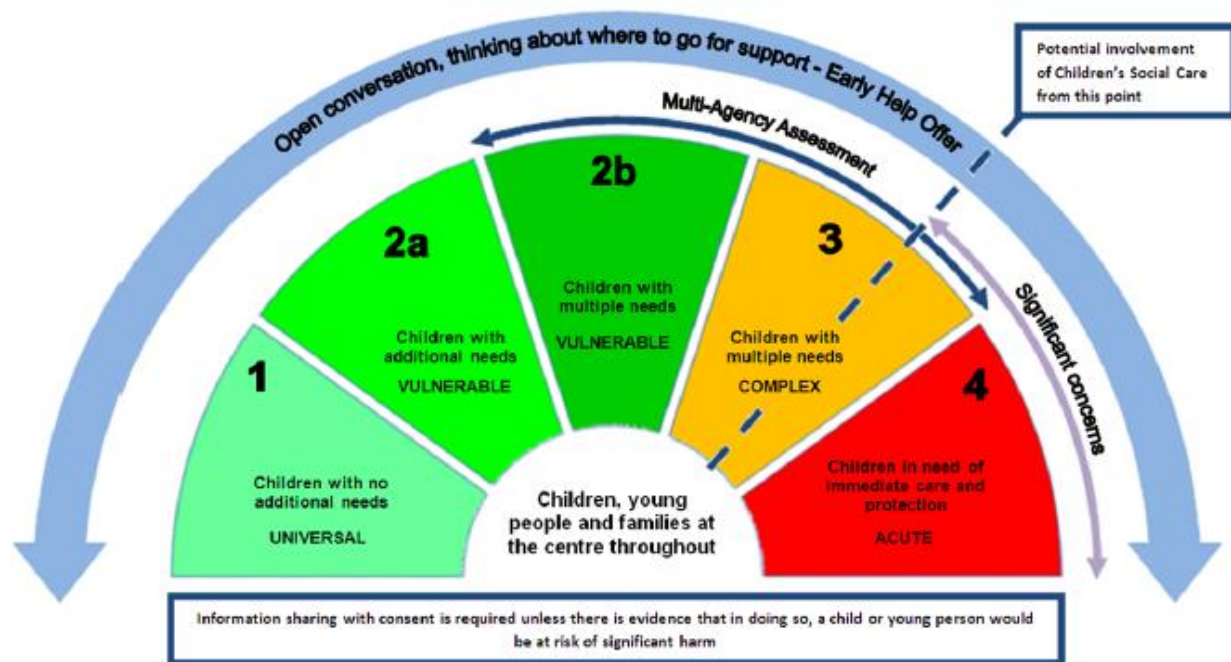 Open conversation, thinking about where to go for support - Early Help Offer
Potential involvement
of Children's Social Care
from this point
Multi-Agency Assessment
Significant concerns
1
Children with no
additional needs
UNIVERSAL
2a
Children with
additional needs
VULNERABLE
2b
Children with
multiple needs
VULNERABLE
3
Children with
multiple needs
COMPLEX
4
Children in need of
immediate care and
protection
ACUTE
Children, young
people and families at
the centre throughout
Information sharing with consent is required unless there is evidence that in doing so, a child or young person would
be at risk of significant harm